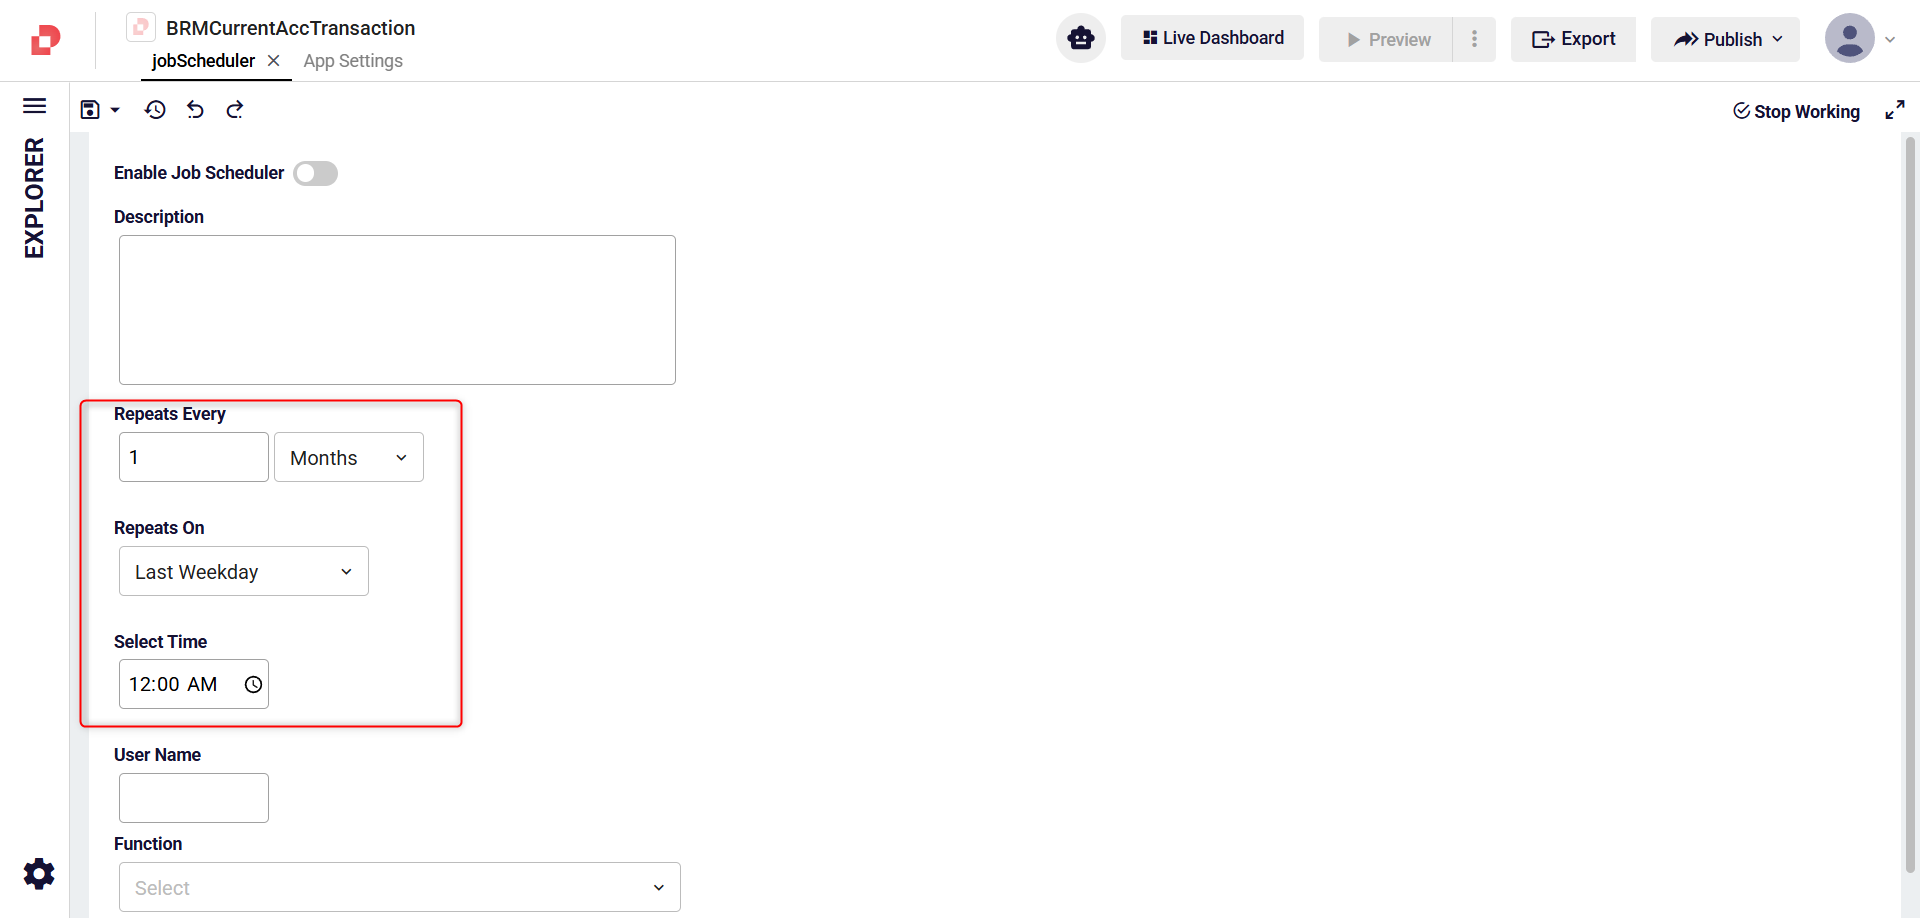 BRMCurrentAccTransaction
jobScheduler App Settings
Live Dashboard
Preview
Export
Publish
EXPLORER
Stop Working
Enable Job Scheduler
Description
Repeats Every
1 Months
Repeats On
Last Weekday
Select Time
12:00 AM
User Name
Function
Select